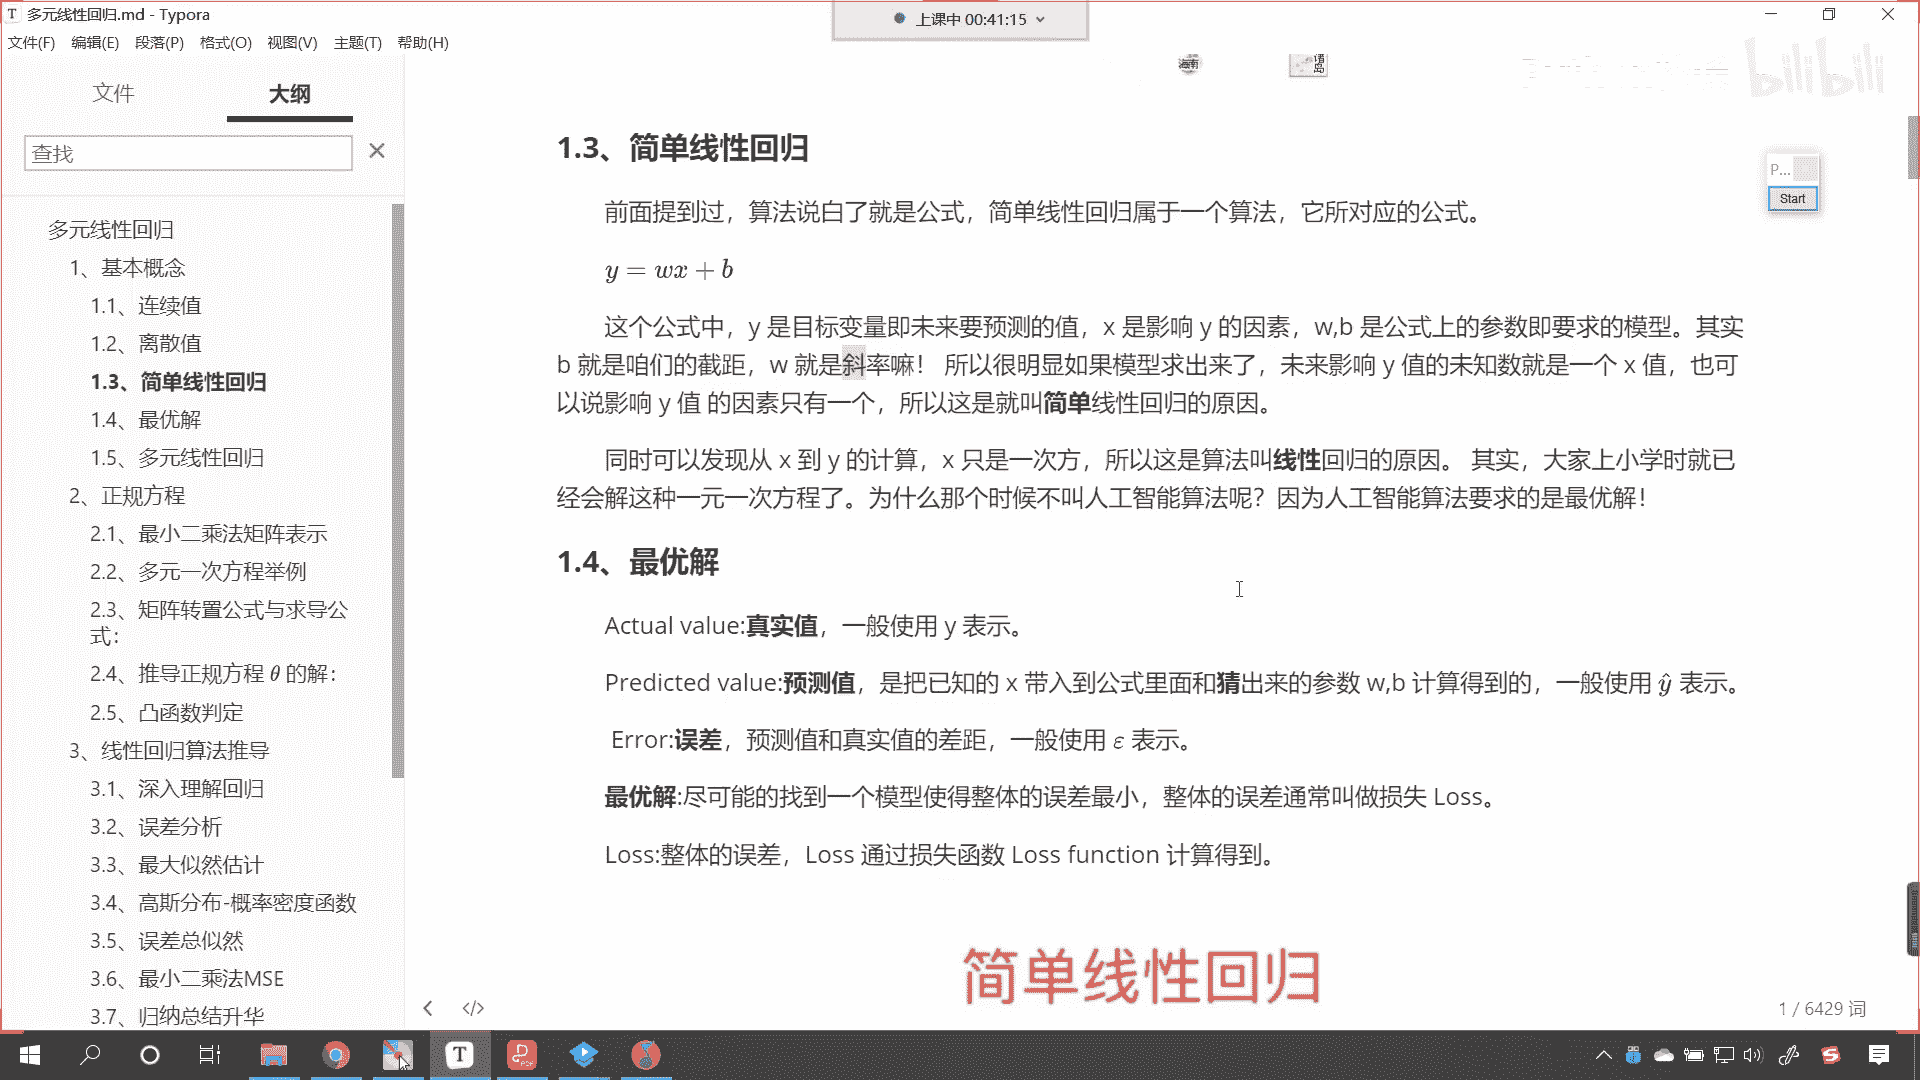 多元线性回归.md - Typora
上课中 00:41:15
文件(F) 编辑(E) 段落(P) 格式(O) 视图(V) 主题(T) 帮助(H)
文件 大纲
查找
多元线性回归
1、基本概念
1.1、连续值
1.2、离散值
1.3、简单线性回归
1.4、最优解
1.5、多元线性回归
2、正规方程
2.1、最小二乘法矩阵表示
2.2、多元一次方程举例
2.3、矩阵转置公式与求导公
式：
2.4、推导正规方程 θ 的解：
2.5、凸函数判定
3、线性回归算法推导
3.1、深入理解回归
3.2、误差分析
3.3、最大似然估计
3.4、高斯分布-概率密度函数
3.5、误差总似然
3.6、最小二乘法MSE
3.7、归纳总结升华
海南
bilibili
P...
Start
1.3、简单线性回归
前面提到过，算法说白了就是公式，简单线性回归属于一个算法，它所对应的公式。
y = wx + b
这个公式中，y 是目标变量即未来要预测的值，x 是影响 y 的因素，w,b 是公式上的参数即要求的模型。其实
b 就是咱们的截距，w 就是斜率嘛！ 所以很明显如果模型求出来了，未来影响 y 值的未知数就是一个 x 值，也可
以说影响 y 值 的因素只有一个，所以这是就叫简单线性回归的原因。
同时可以发现从 x 到 y 的计算，x 只是一次方，所以这是算法叫线性回归的原因。 其实，大家上小学时就已
经会解这种一元一次方程了。为什么那个时候不叫人工智能算法呢？因为人工智能算法要求的是最优解！
1.4、最优解
Actual value:真实值，一般使用 y 表示。
Predicted value:预测值，是把已知的 x 带入到公式里面和猜出来的参数 w,b 计算得到的，一般使用 ŷ 表示。
Error:误差，预测值和真实值的差距，一般使用 ε 表示。
最优解:尽可能的找到一个模型使得整体的误差最小，整体的误差通常叫做损失 Loss。
Loss:整体的误差，Loss 通过损失函数 Loss function 计算得到。
简单线性回归
1 / 6429 词